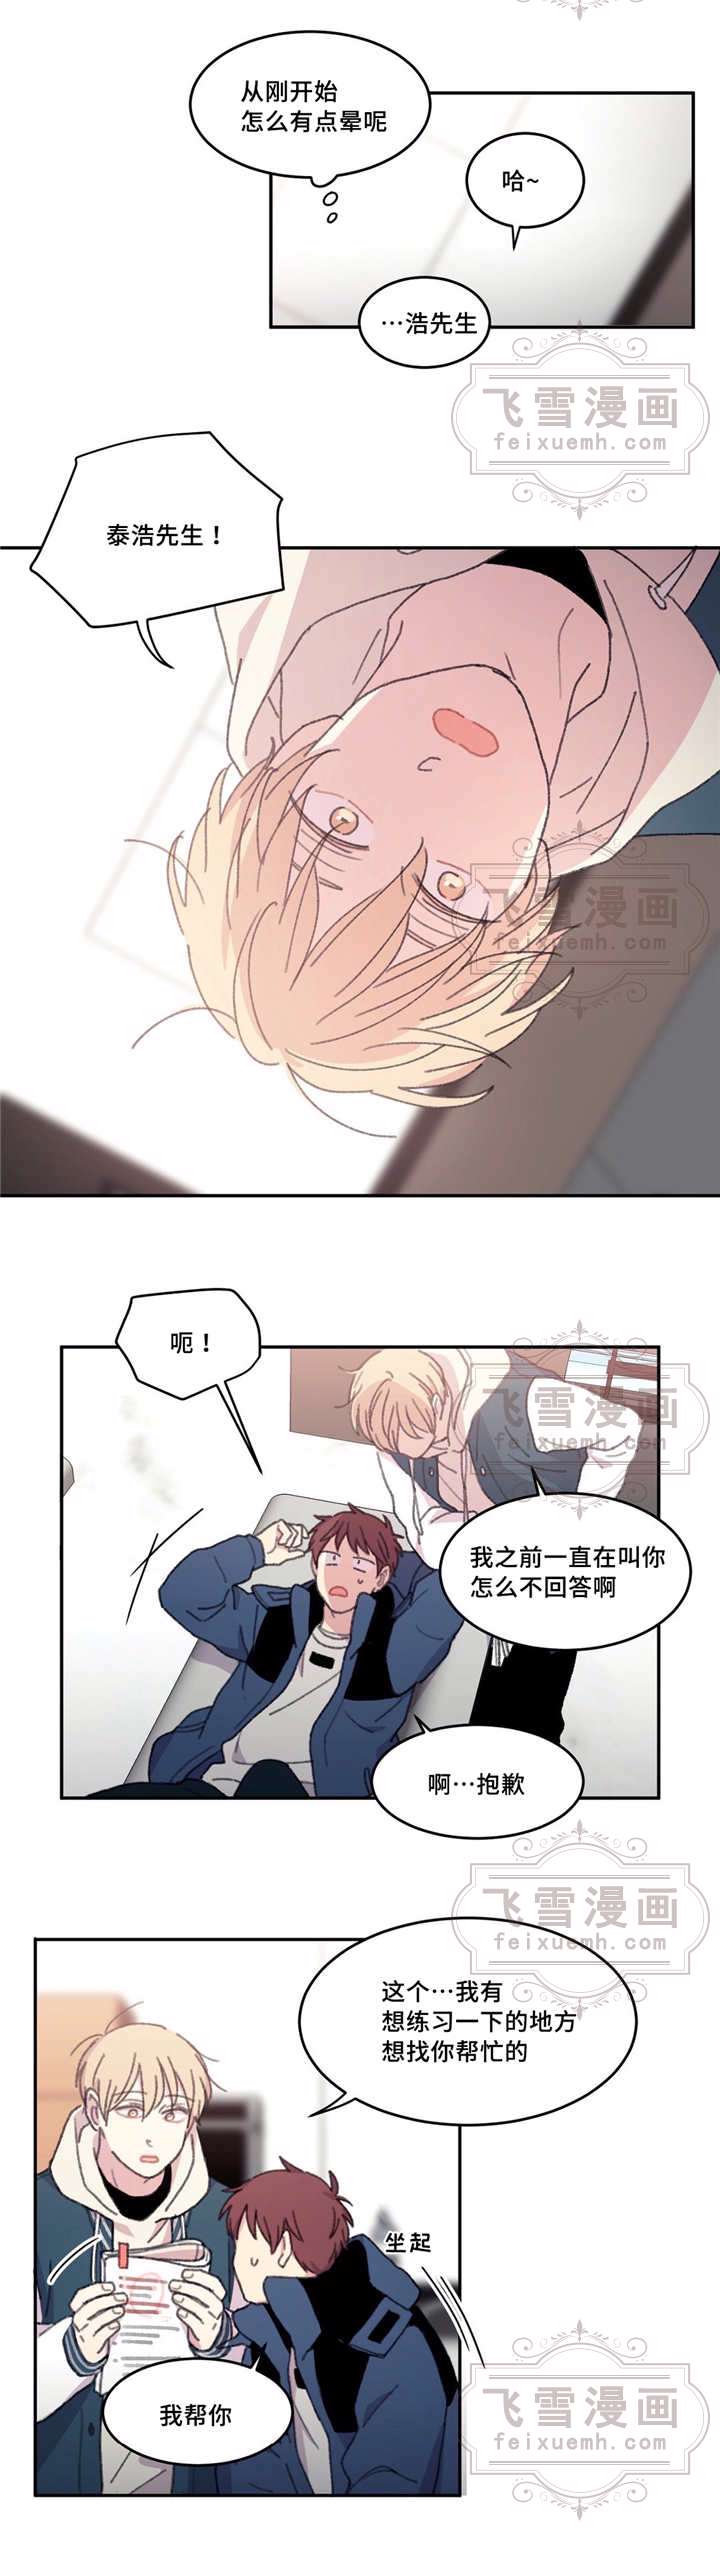 从刚开始
怎么有点晕呢
哈~
…浩先生
飞雪漫画
feixuemh.com
泰浩先生！
飞雪漫画
feixuemh.com
呃！
飞雪漫画
feixuemh.com
我之前一直在叫你
怎么不回答啊
啊…抱歉
飞雪漫画
feixuemh.com
这个…我有
想练习一下的地方
想找你帮忙的
坐起
我帮你
飞雪漫画
feixuemh.com